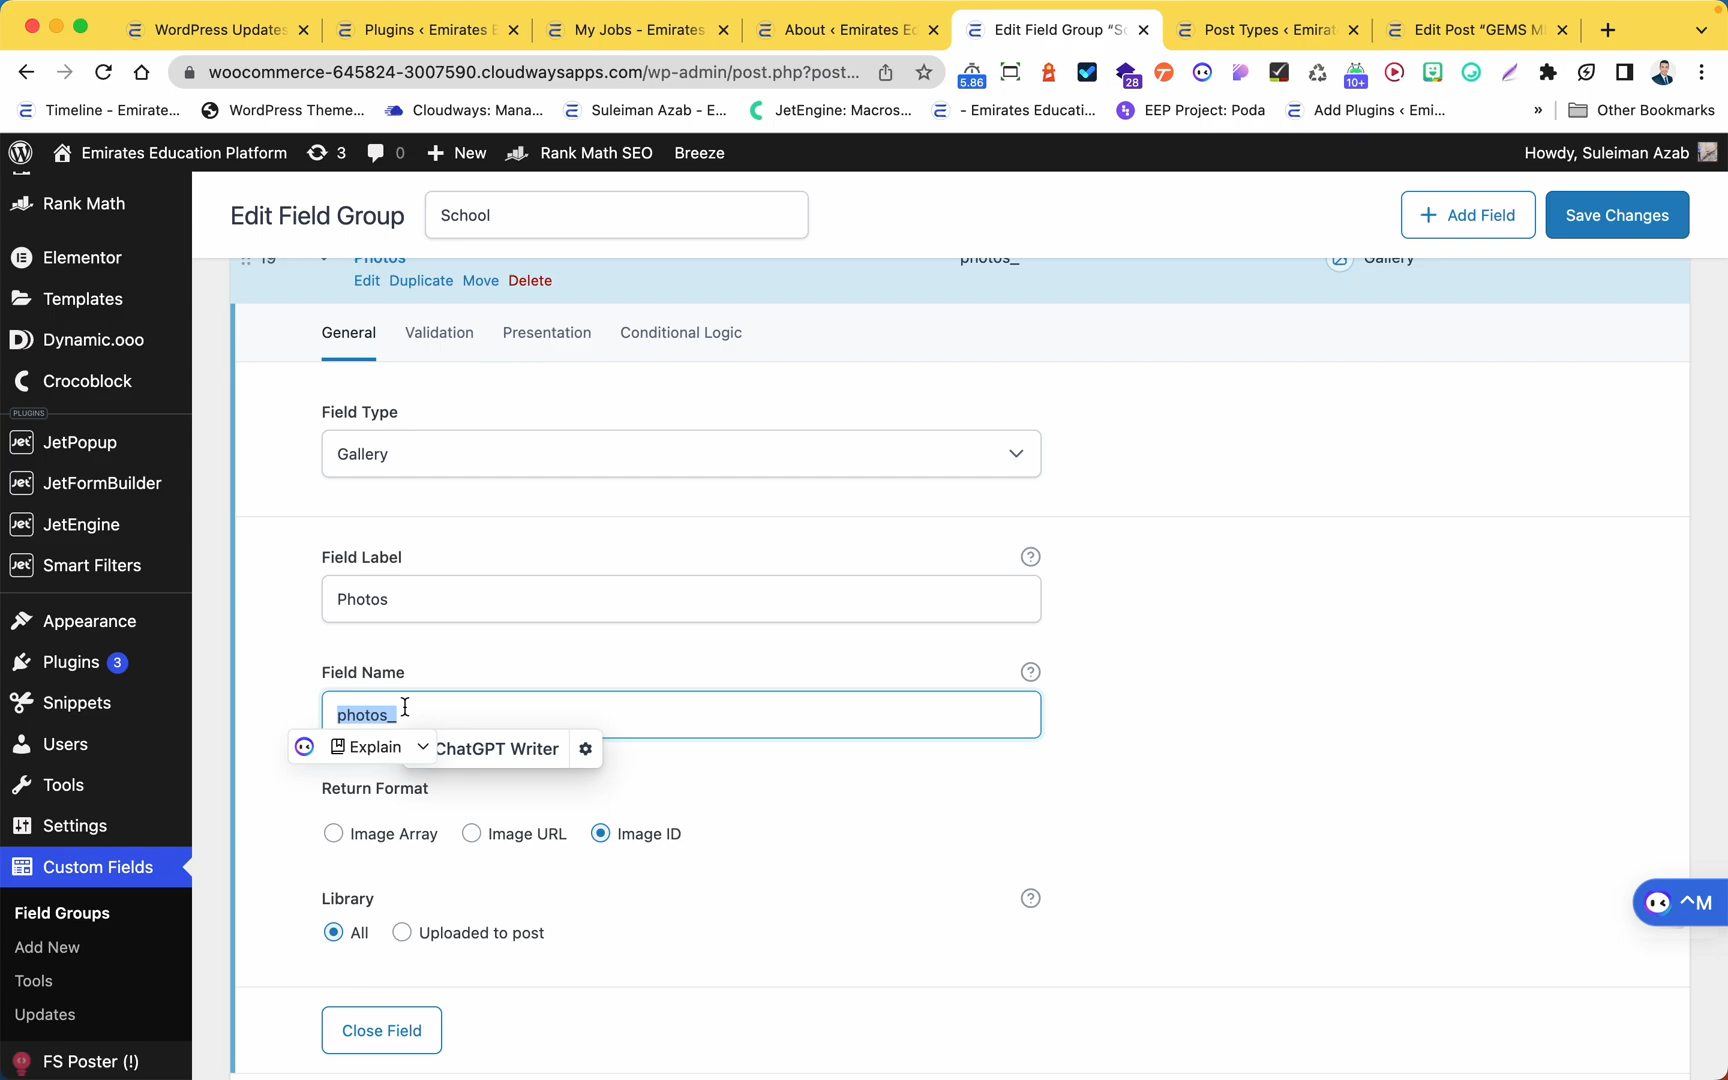 WordPress Updates
Plugins ‹ Emirates E
My Jobs - Emirates
About ‹ Emirates Ed
Edit Field Group “Sc
Post Types ‹ Emirat
Edit Post “GEMS M
woocommerce-645824-3007590.cloudwaysapps.com/wp-admin/post.php?post...
5.86
28
10+
Timeline - Emirate...
WordPress Theme...
Cloudways: Mana...
Suleiman Azab - E...
JetEngine: Macros...
- Emirates Educati...
EEP Project: Poda
Add Plugins ‹ Emi...
»
Other Bookmarks
Emirates Education Platform
3
0
New
Rank Math SEO
Breeze
Howdy, Suleiman Azab
Rank Math
Elementor
Templates
Dynamic.ooo
Crocoblock
PLUGINS
JetPopup
JetFormBuilder
JetEngine
Smart Filters
Appearance
Plugins 3
Snippets
Users
Tools
Settings
Custom Fields
Field Groups
Add New
Tools
Updates
FS Poster (!)
Edit Field Group
School
+ Add Field
Save Changes
19
Photos
photos_
Gallery
Edit Duplicate Move Delete
General
Validation
Presentation
Conditional Logic
Field Type
Gallery
Field Label
Photos
Field Name
photos_
Explain
ChatGPT Writer
Return Format
Image Array
Image URL
Image ID
Library
All
Uploaded to post
Close Field
^M